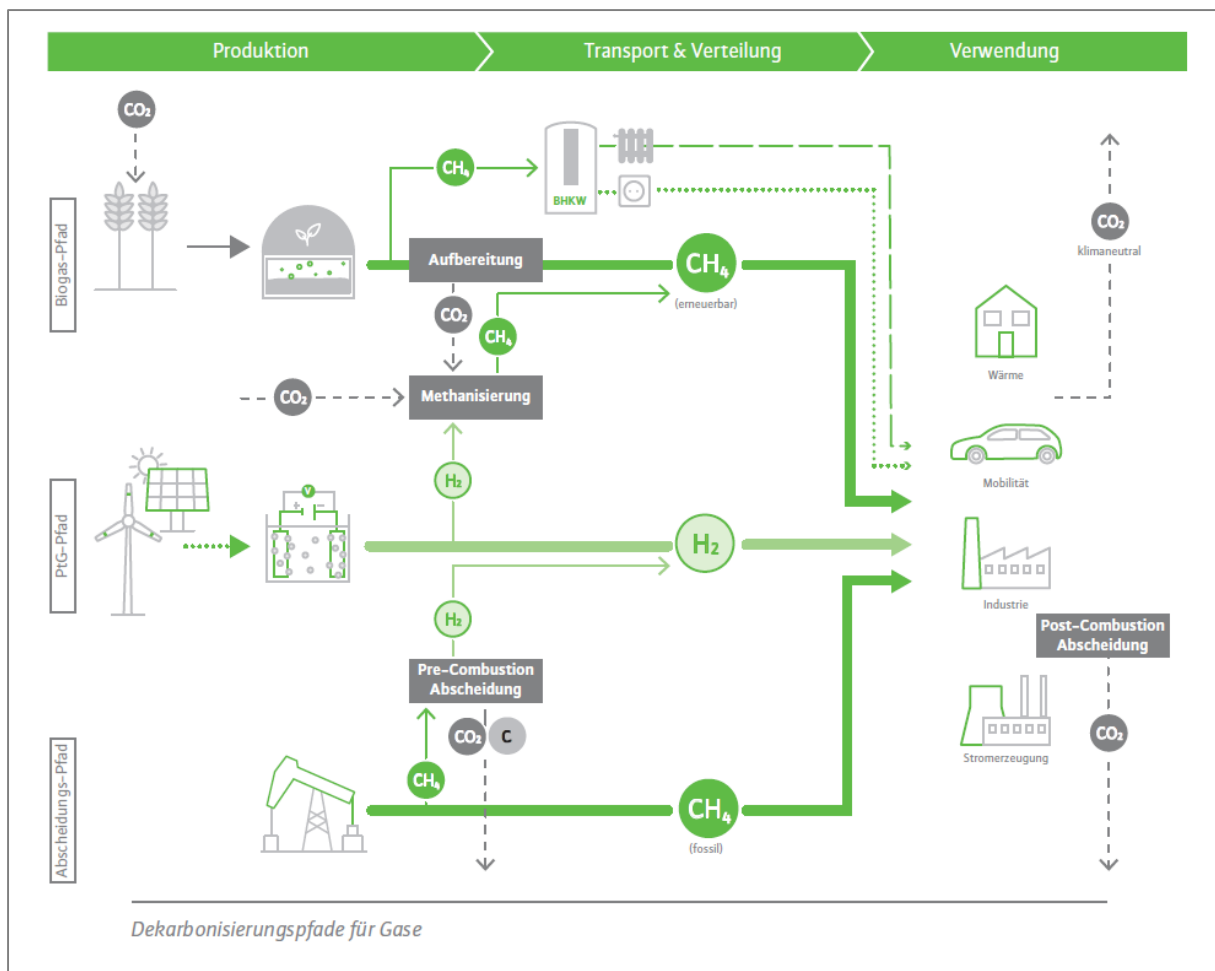 Produktion
Transport & Verteilung
Verwendung
Biogas-Pfad
CO₂
CH₄
BHKW
Aufbereitung
CH₄
(erneuerbar)
CO₂
klimaneutral
CO₂
CH₄
Wärme
CO₂
Methanisierung
PtG-Pfad
V
+
−
H₂
Mobilität
H₂
H₂
Industrie
Post-Combustion
Abscheidung
Abscheidungs-Pfad
Pre-Combustion
Abscheidung
CO₂
C
CH₄
CH₄
(fossil)
Stromerzeugung
CO₂
Dekarbonisierungspfade für Gase